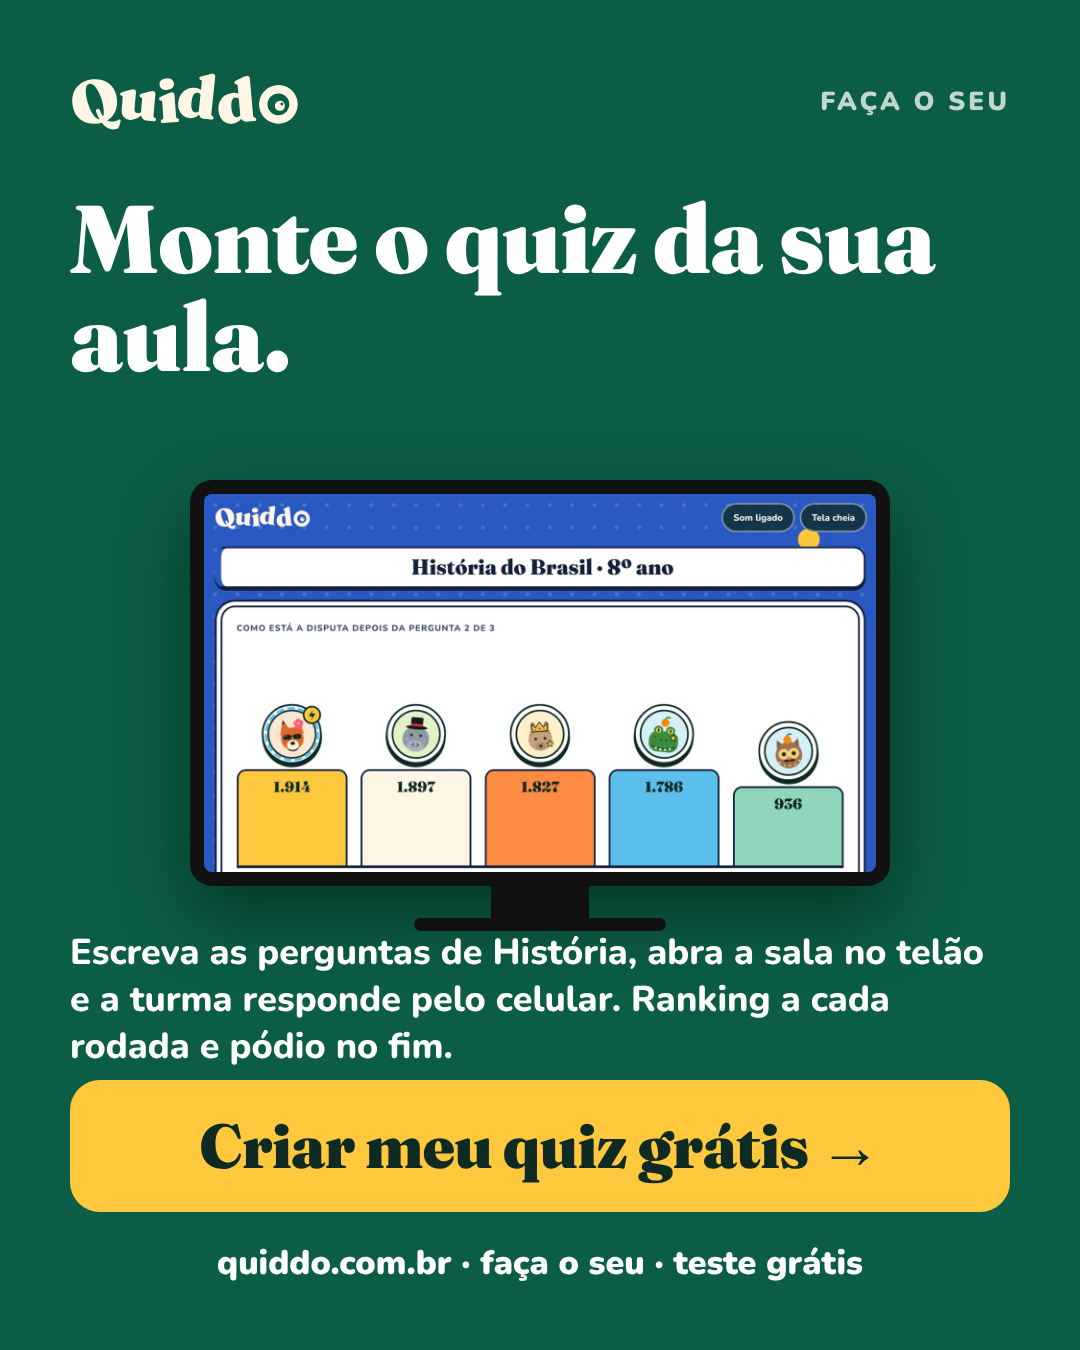 Quiddo
FAÇA O SEU
Monte o quiz da sua
aula.
Quiddo
Som ligado
Tela cheia
História do Brasil · 8º ano
COMO ESTÁ A DISPUTA DEPOIS DA PERGUNTA 2 DE 3
1.914
1.897
1.827
1.786
936
Escreva as perguntas de História, abra a sala no telão
e a turma responde pelo celular. Ranking a cada
rodada e pódio no fim.
Criar meu quiz grátis →
quiddo.com.br · faça o seu · teste grátis